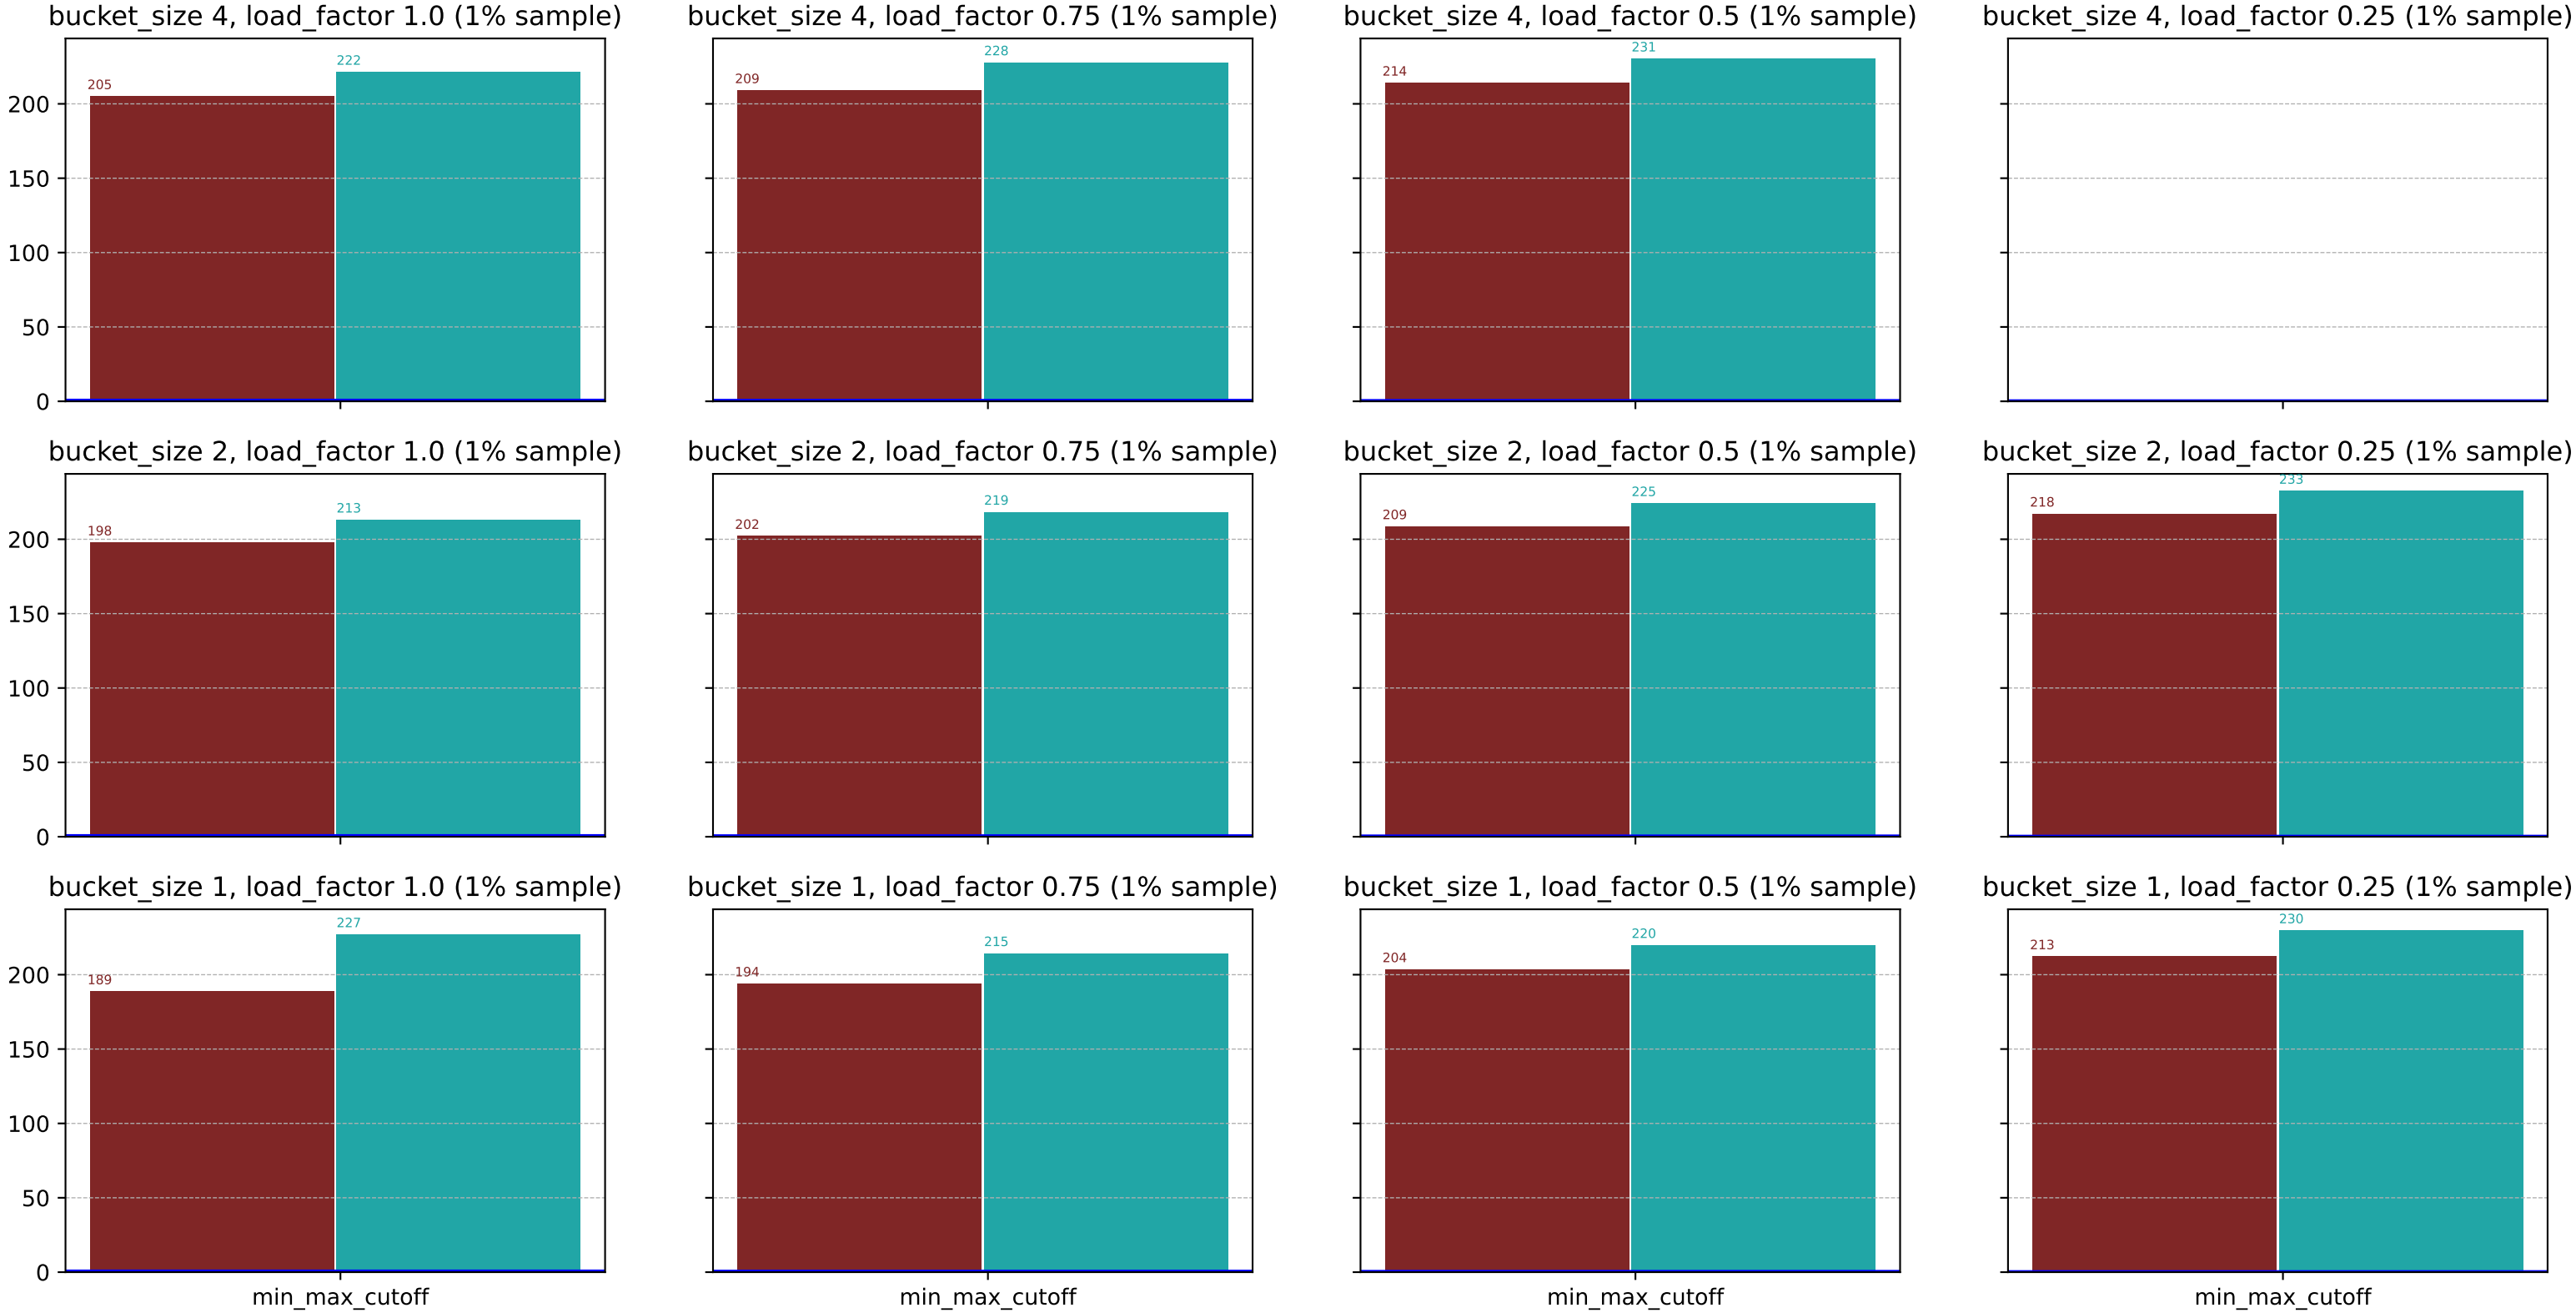 bucket_size 4, load_factor 1.0 (1% sample)
222
205
200
150
100
50
0
bucket_size 4, load_factor 0.75 (1% sample)
228
209
bucket_size 4, load_factor 0.5 (1% sample)
231
214
bucket_size 4, load_factor 0.25 (1% sample)
bucket_size 2, load_factor 1.0 (1% sample)
213
198
200
150
100
50
0
bucket_size 2, load_factor 0.75 (1% sample)
219
202
bucket_size 2, load_factor 0.5 (1% sample)
225
209
bucket_size 2, load_factor 0.25 (1% sample)
233
218
bucket_size 1, load_factor 1.0 (1% sample)
227
189
200
150
100
50
0
min_max_cutoff
bucket_size 1, load_factor 0.75 (1% sample)
215
194
min_max_cutoff
bucket_size 1, load_factor 0.5 (1% sample)
220
204
min_max_cutoff
bucket_size 1, load_factor 0.25 (1% sample)
230
213
min_max_cutoff